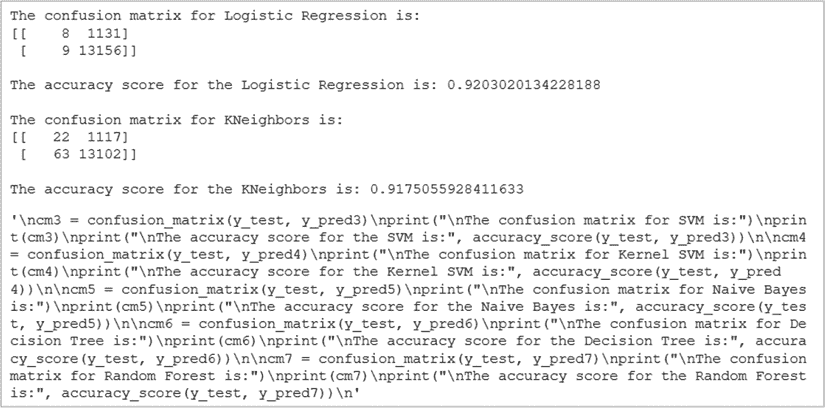 The confusion matrix for Logistic Regression is:
[[    8  1131]
 [    9 13156]]
The accuracy score for the Logistic Regression is: 0.9203020134228188
The confusion matrix for KNeighbors is:
[[   22  1117]
 [   63 13102]]
The accuracy score for the KNeighbors is: 0.9175055928411633
'\ncm3 = confusion_matrix(y_test, y_pred3)\nprint("\nThe confusion matrix for SVM is:")\nprin
t(cm3)\nprint("\nThe accuracy score for the SVM is:", accuracy_score(y_test, y_pred3))\n\ncm4
= confusion_matrix(y_test, y_pred4)\nprint("\nThe confusion matrix for Kernel SVM is:")\nprin
t(cm4)\nprint("\nThe accuracy score for the Kernel SVM is:", accuracy_score(y_test, y_pred
4))\n\ncm5 = confusion_matrix(y_test, y_pred5)\nprint("\nThe confusion matrix for Naive Bayes
is:")\nprint(cm5)\nprint("\nThe accuracy score for the Naive Bayes is:", accuracy_score(y_tes
t, y_pred5))\n\ncm6 = confusion_matrix(y_test, y_pred6)\nprint("\nThe confusion matrix for De
cision Tree is:")\nprint(cm6)\nprint("\nThe accuracy score for the Decision Tree is:", accura
cy_score(y_test, y_pred6))\n\ncm7 = confusion_matrix(y_test, y_pred7)\nprint("\nThe confusion
matrix for Random Forest is:")\nprint(cm7)\nprint("\nThe accuracy score for the Random Forest
is:", accuracy_score(y_test, y_pred7))\n'